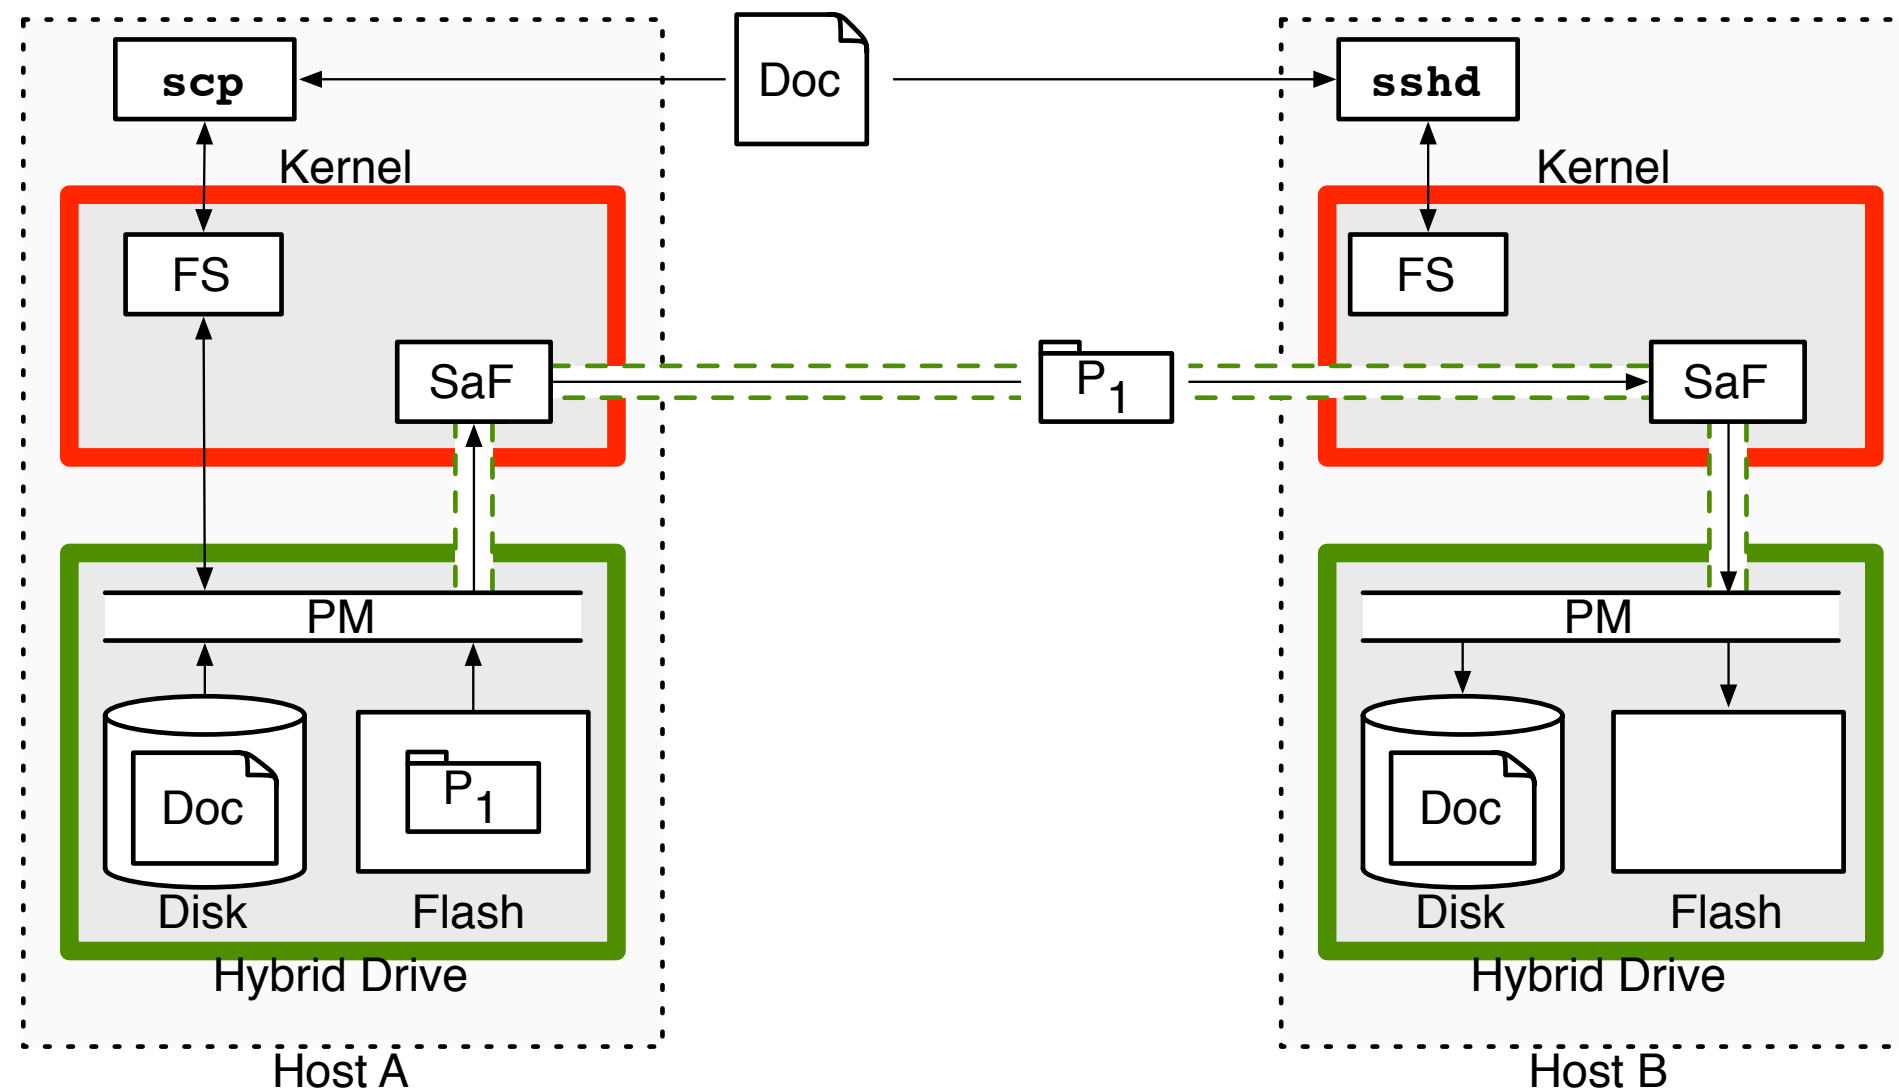 scp
Doc
sshd
Kernel
Kernel
FS
FS
SaF
P1
SaF
PM
PM
Doc
P1
Doc
Disk
Flash
Disk
Flash
Hybrid Drive
Hybrid Drive
Host A
Host B